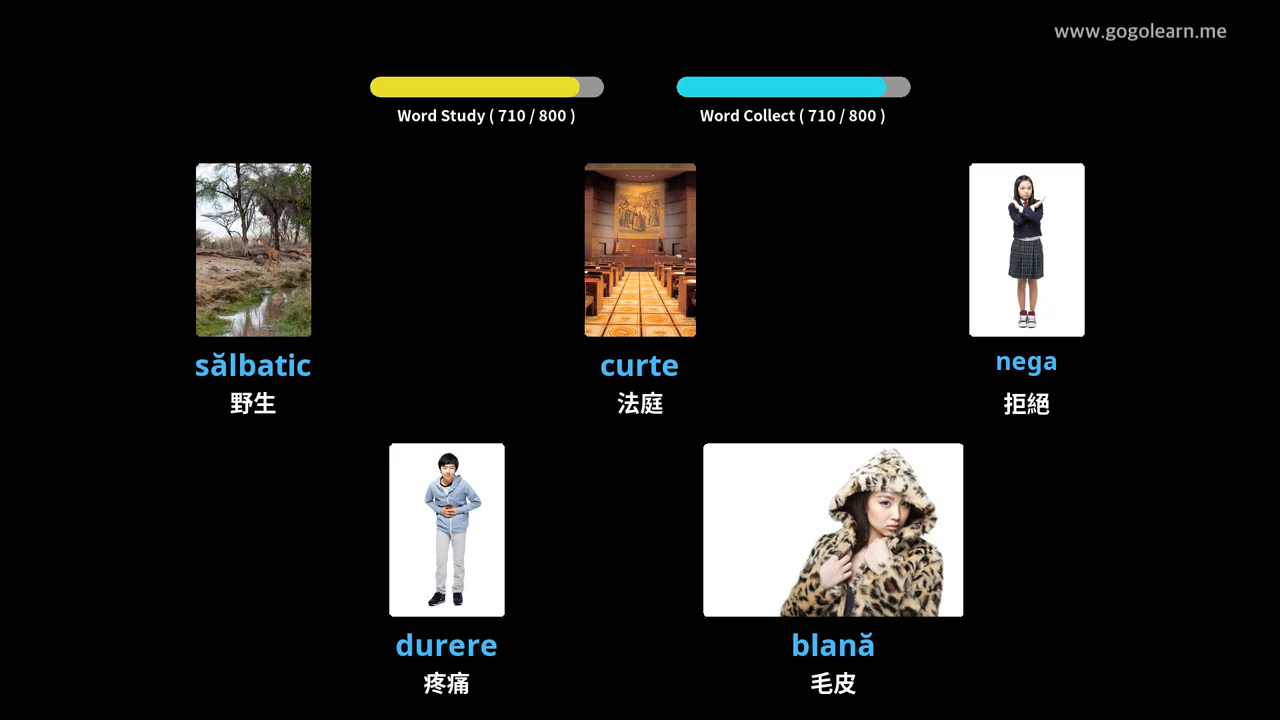 www.gogolearn.me
Word Study ( 710 / 800 )
Word Collect ( 710 / 800 )
sălbatic
野生
curte
法庭
nega
拒絕
durere
疼痛
blană
毛皮